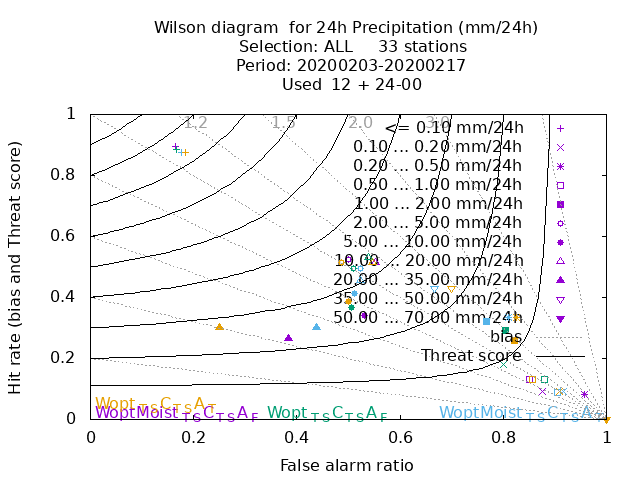 Wilson diagram for 24h Precipitation (mm/24h)
Selection: ALL 33 stations
Period: 20200203-20200217
Used 12 + 24-00
Hit rate (bias and Threat score)
1
0.8
0.6
0.4
0.2
0
1.2
1.5
2.0
3.0
<= 0.10 mm/24h
0.10 ... 0.20 mm/24h
0.20 ... 0.50 mm/24h
0.50 ... 1.00 mm/24h
1.00 ... 2.00 mm/24h
2.00 ... 5.00 mm/24h
5.00 ... 10.00 mm/24h
10.00 ... 20.00 mm/24h
20.00 ... 35.00 mm/24h
35.00 ... 50.00 mm/24h
50.00 ... 70.00 mm/24h
bias
Threat score
Wopt_TSC_TSA_T
WoptMoist_TSC_TSA_F Wopt_TSC_TSA_F WoptMoist_TSC_TSA
0 0.2 0.4 0.6 0.8 1
False alarm ratio